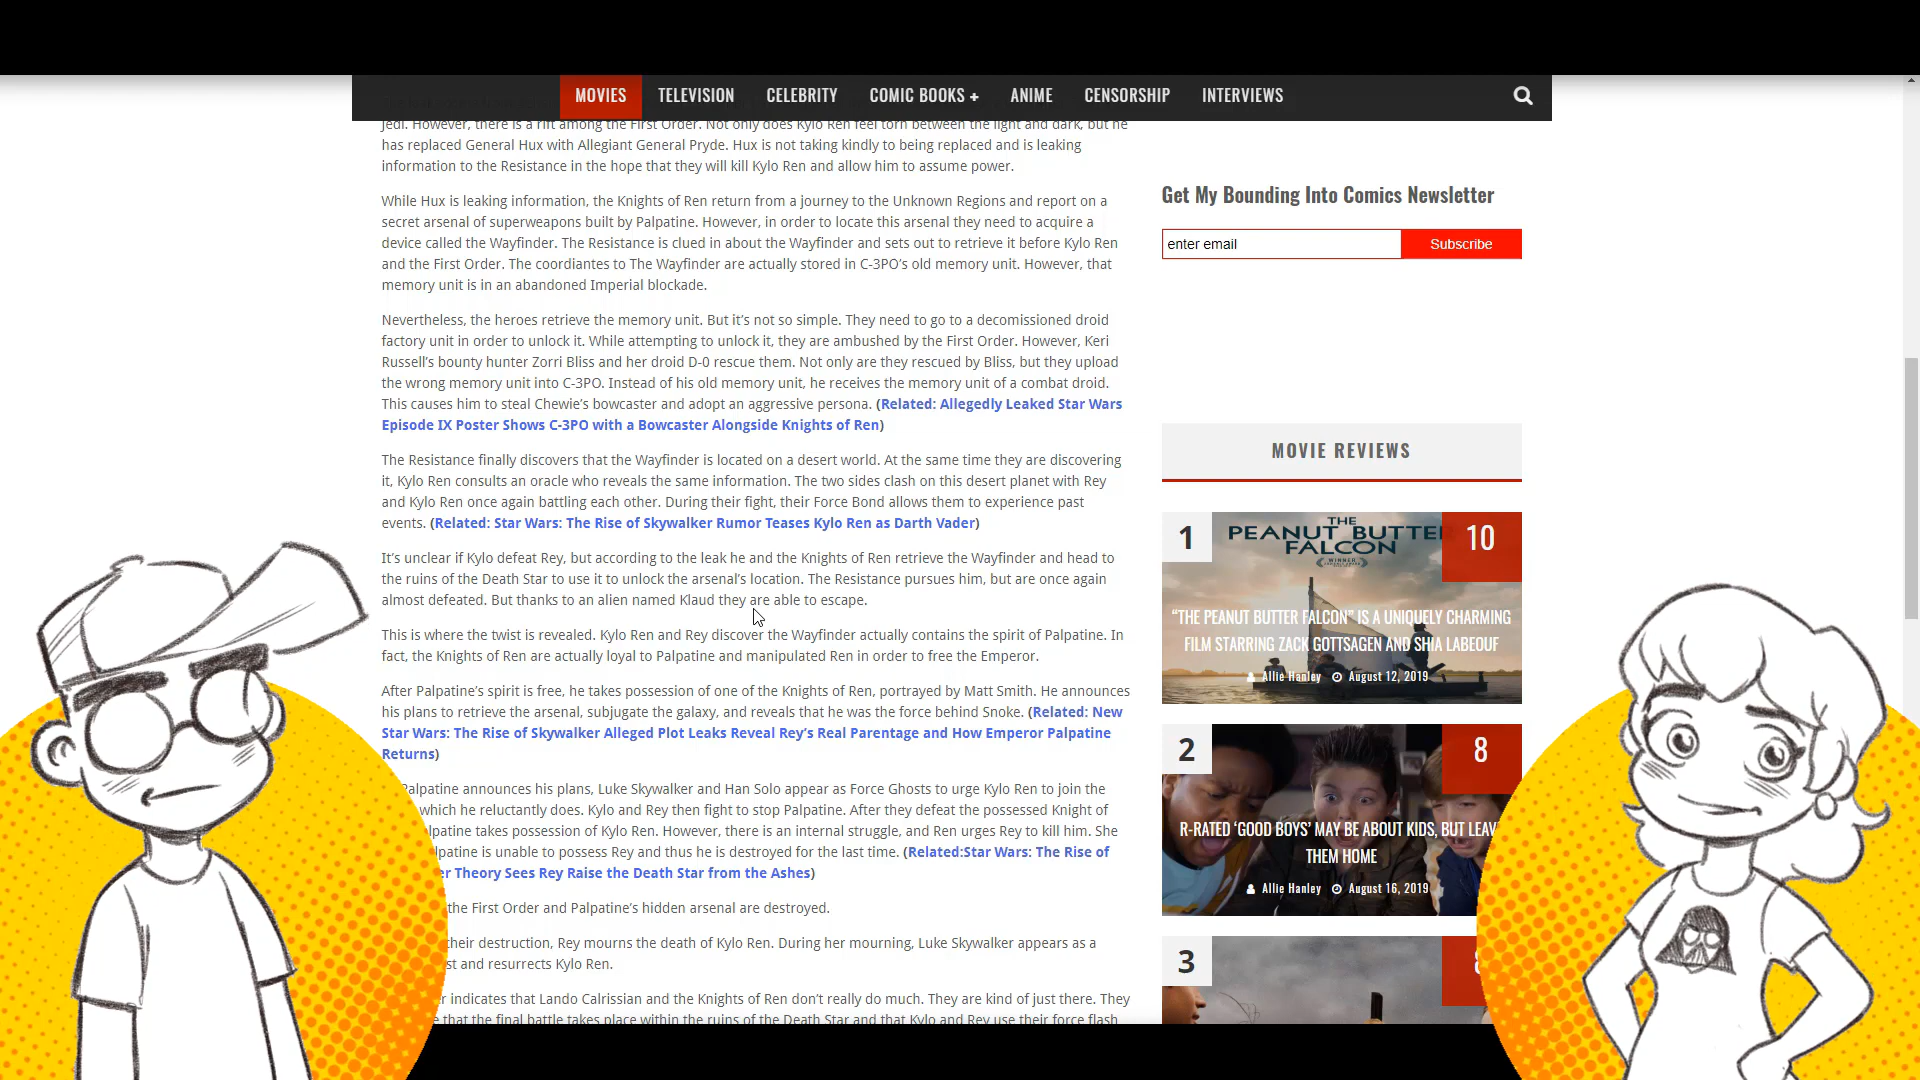 MOVIES TELEVISION CELEBRITY COMIC BOOKS + ANIME CENSORSHIP INTERVIEWS
jedi. However, there is a rift among the First Order. Not only does Kylo Ren feel torn between the light and dark, but he
has replaced General Hux with Allegiant General Pryde. Hux is not taking kindly to being replaced and is leaking
information to the Resistance in the hope that they will kill Kylo Ren and allow him to assume power.
While Hux is leaking information, the Knights of Ren return from a journey to the Unknown Regions and report on a
secret arsenal of superweapons built by Palpatine. However, in order to locate this arsenal they need to acquire a
device called the Wayfinder. The Resistance is clued in about the Wayfinder and sets out to retrieve it before Kylo Ren
and the First Order. The coordiantes to The Wayfinder are actually stored in C-3PO’s old memory unit. However, that
memory unit is in an abandoned Imperial blockade.
Nevertheless, the heroes retrieve the memory unit. But it’s not so simple. They need to go to a decomissioned droid
factory unit in order to unlock it. While attempting to unlock it, they are ambushed by the First Order. However, Keri
Russell’s bounty hunter Zorri Bliss and her droid D-0 rescue them. Not only are they rescued by Bliss, but they upload
the wrong memory unit into C-3PO. Instead of his old memory unit, he receives the memory unit of a combat droid.
This causes him to steal Chewie’s bowcaster and adopt an aggressive persona. (Related: Allegedly Leaked Star Wars
Episode IX Poster Shows C-3PO with a Bowcaster Alongside Knights of Ren)
The Resistance finally discovers that the Wayfinder is located on a desert world. At the same time they are discovering
it, Kylo Ren consults an oracle who reveals the same information. The two sides clash on this desert planet with Rey
and Kylo Ren once again battling each other. During their fight, their Force Bond allows them to experience past
events. (Related: Star Wars: The Rise of Skywalker Rumor Teases Kylo Ren as Darth Vader)
It’s unclear if Kylo defeat Rey, but according to the leak he and the Knights of Ren retrieve the Wayfinder and head to
the ruins of the Death Star to use it to unlock the arsenal’s location. The Resistance pursues him, but are once again
almost defeated. But thanks to an alien named Klaud they are able to escape.
This is where the twist is revealed. Kylo Ren and Rey discover the Wayfinder actually contains the spirit of Palpatine. In
fact, the Knights of Ren are actually loyal to Palpatine and manipulated Ren in order to free the Emperor.
After Palpatine’s spirit is free, he takes possession of one of the Knights of Ren, portrayed by Matt Smith. He announces
his plans to retrieve the arsenal, subjugate the galaxy, and reveals that he was the force behind Snoke. (Related: New
Star Wars: The Rise of Skywalker Alleged Plot Leaks Reveal Rey’s Real Parentage and How Emperor Palpatine
Returns)
Palpatine announces his plans, Luke Skywalker and Han Solo appear as Force Ghosts to urge Kylo Ren to join the
which he reluctantly does. Kylo and Rey then fight to stop Palpatine. After they defeat the possessed Knight of
lpatine takes possession of Kylo Ren. However, there is an internal struggle, and Ren urges Rey to kill him. She
lpatine is unable to possess Rey and thus he is destroyed for the last time. (Related:Star Wars: The Rise of
er Theory Sees Rey Raise the Death Star from the Ashes)
the First Order and Palpatine’s hidden arsenal are destroyed.
their destruction, Rey mourns the death of Kylo Ren. During her mourning, Luke Skywalker appears as a
st and resurrects Kylo Ren.
r indicates that Lando Calrissian and the Knights of Ren don’t really do much. They are kind of just there. They
e that the final battle takes place within the ruins of the Death Star and that Kylo and Rey use their force flash
Get My Bounding Into Comics Newsletter
enter email Subscribe
MOVIE REVIEWS
1 THE PEANUT BUTTER FALCON 10
WINNER
“THE PEANUT BUTTER FALCON” IS A UNIQUELY CHARMING
FILM STARRING ZACK GOTTSAGEN AND SHIA LABEOUF
Allie Hanley August 12, 2019
2 8
R-RATED ‘GOOD BOYS’ MAY BE ABOUT KIDS, BUT LEAV
THEM HOME
Allie Hanley August 16, 2019
3